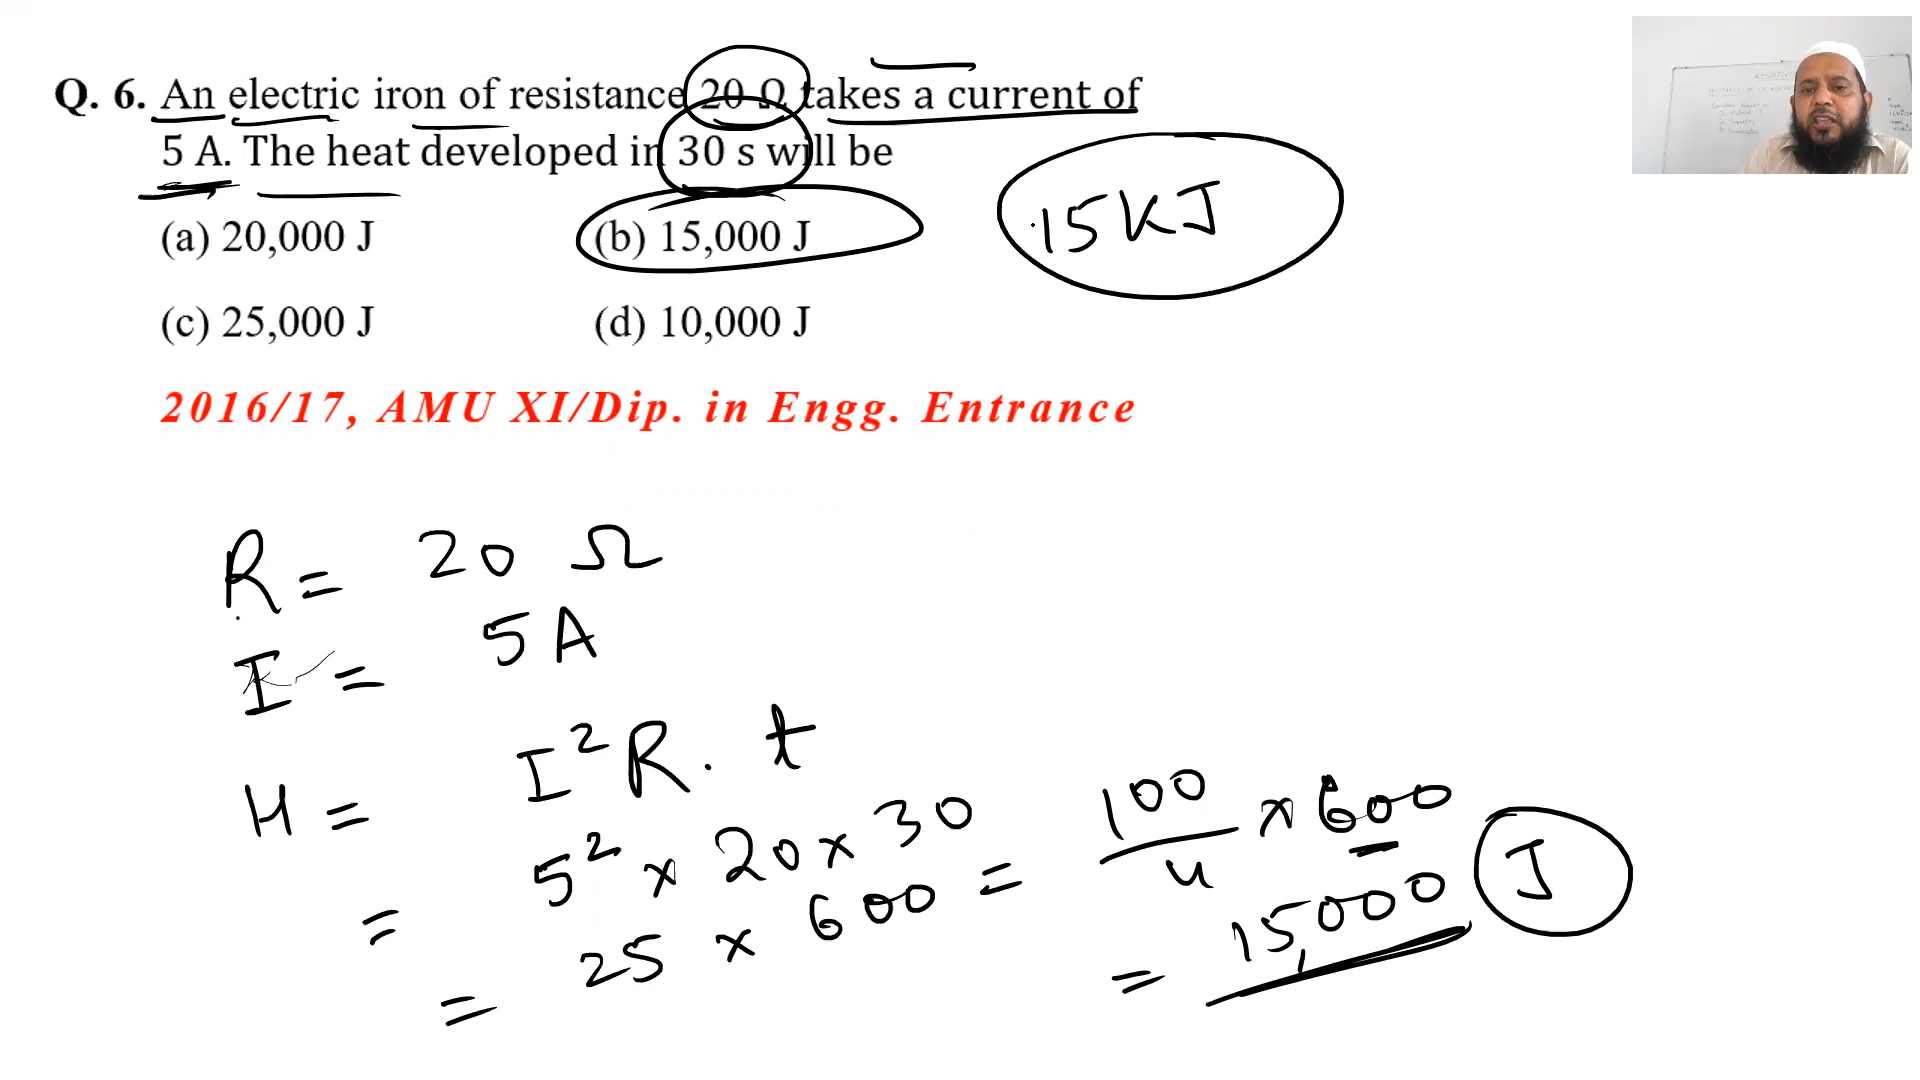 Q. 6. An electric iron of resistance 20 Ω takes a current of
5 A. The heat developed in 30 s will be
(a) 20,000 J (b) 15,000 J
15KJ
(c) 25,000 J (d) 10,000 J
2016/17, AMU XI/Dip. in Engg. Entrance
R = 20 Ω
I = 5A
H = I²R. t
= 5² × 20 × 30
= 25 × 600 = 100/4 × 600
= 15,000 J